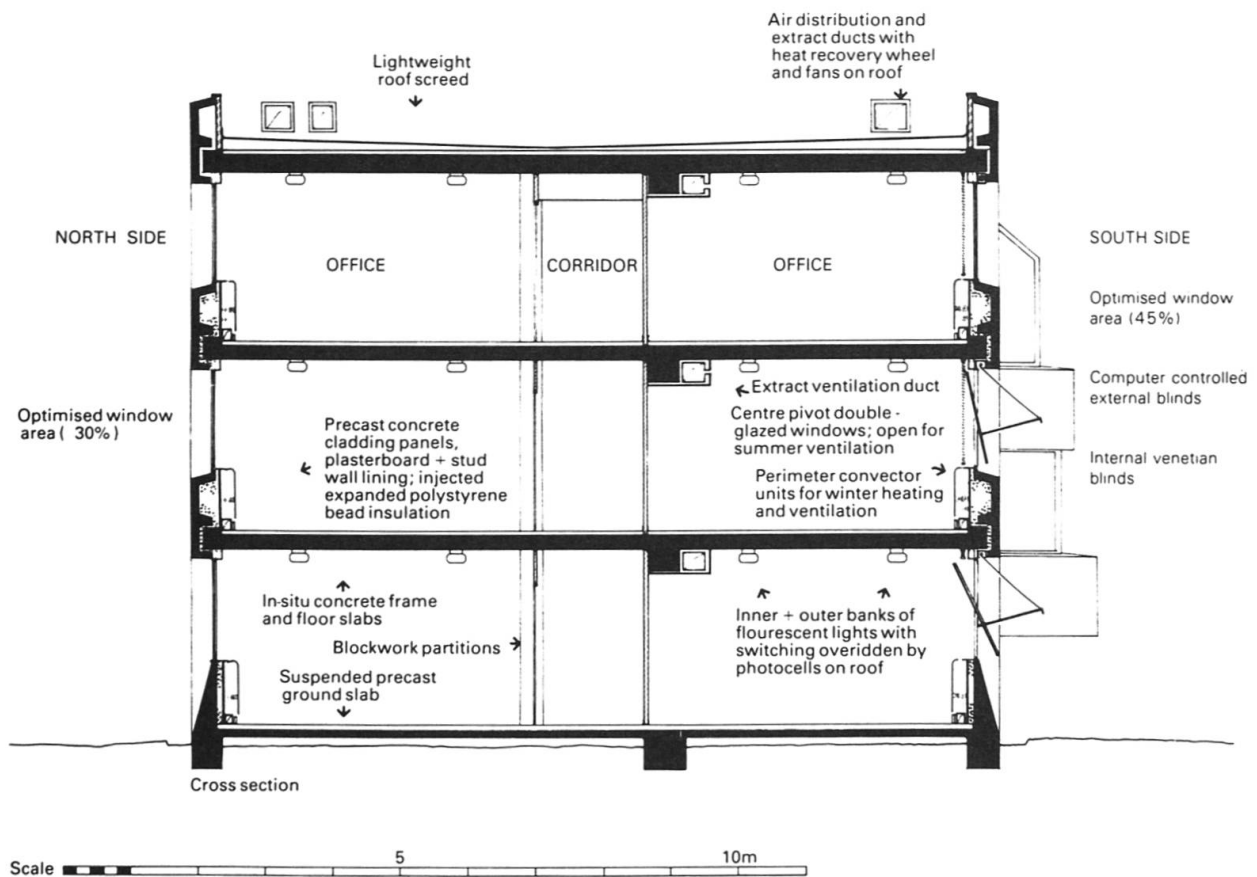 Air distribution and
extract ducts with
heat recovery wheel
and fans on roof
Lightweight
roof screed
NORTH SIDE
OFFICE
CORRIDOR
OFFICE
SOUTH SIDE
Optimised window
area (45%)
Computer controlled
external blinds
Internal venetian
blinds
Optimised window
area ( 30%)
Precast concrete
cladding panels,
plasterboard + stud
wall lining; injected
expanded polystyrene
bead insulation
Extract ventilation duct
Centre pivot double -
glazed windows; open for
summer ventilation
Perimeter convector
units for winter heating
and ventilation
In-situ concrete frame
and floor slabs
Blockwork partitions
Suspended precast
ground slab
Inner + outer banks of
flourescent lights with
switching overidden by
photocells on roof
Cross section
Scale
5
10m